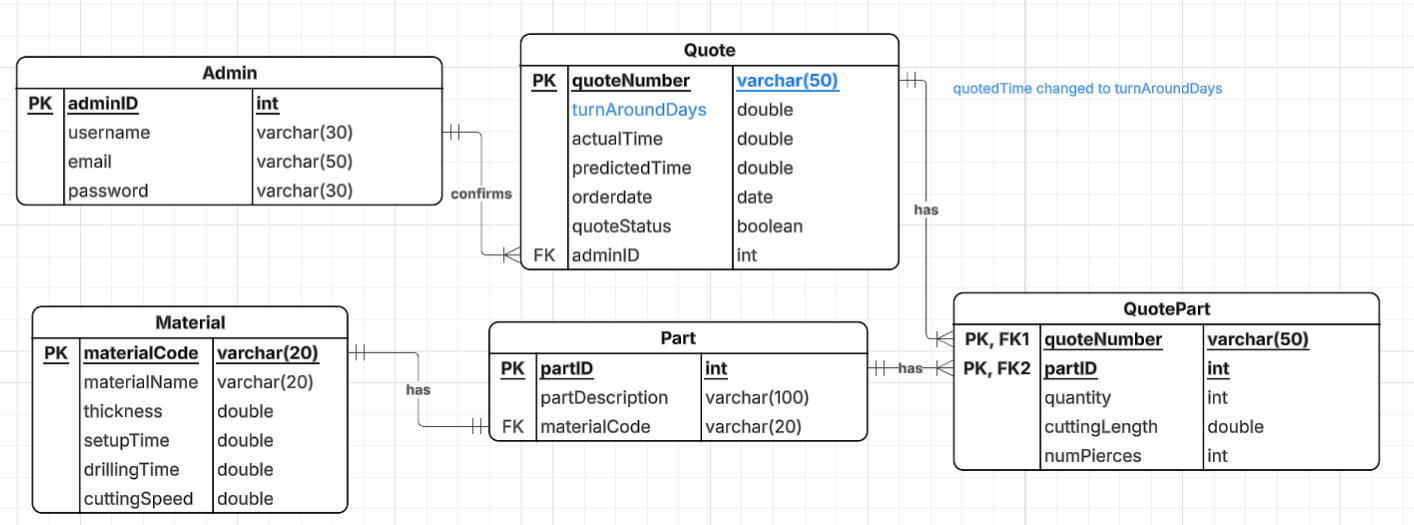 Admin
PK adminID int
username varchar(30)
email varchar(50)
password varchar(30)
confirms
Quote
PK quoteNumber varchar(50)
turnAroundDays double
actualTime double
predictedTime double
orderdate date
quoteStatus boolean
FK adminID int
quotedTime changed to turnAroundDays
has
Material
PK materialCode varchar(20)
materialName varchar(20)
thickness double
setupTime double
drillingTime double
cuttingSpeed double
has
Part
PK partID int
partDescription varchar(100)
FK materialCode varchar(20)
has
QuotePart
PK, FK1 quoteNumber varchar(50)
PK, FK2 partID int
quantity int
cuttingLength double
numPierces int